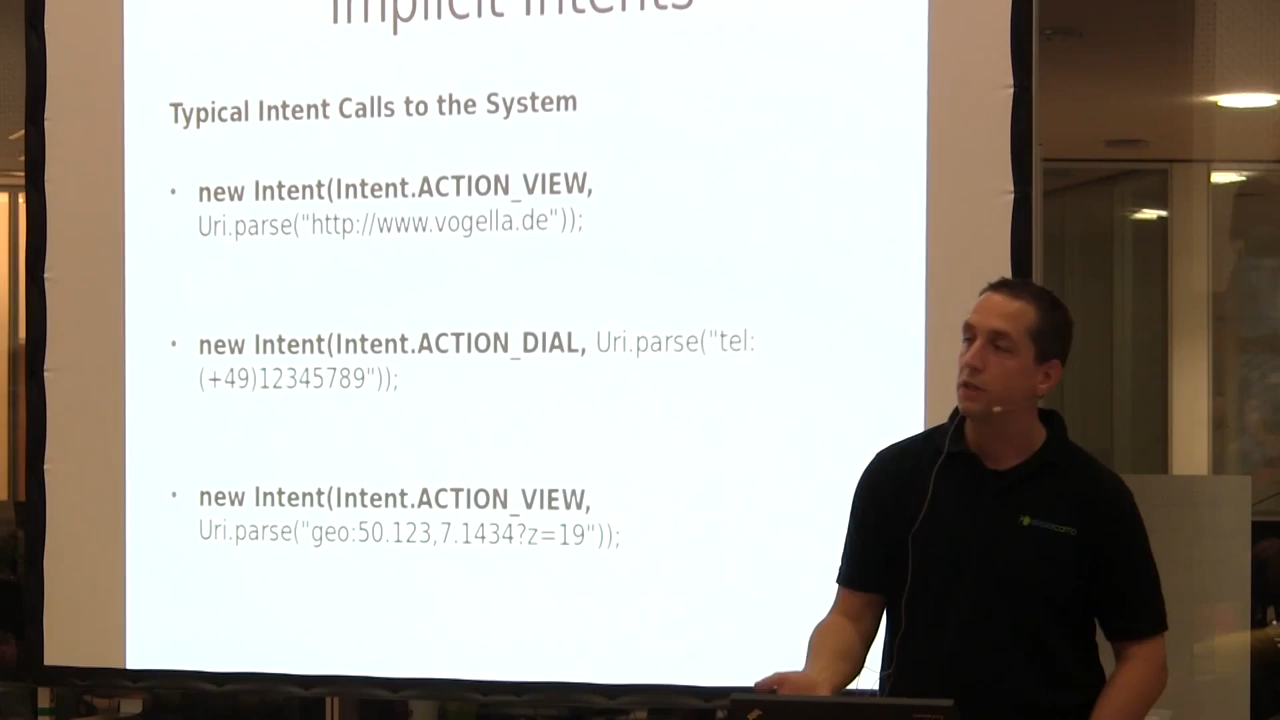 Implicit Intents
Typical Intent Calls to the System
• new Intent(Intent.ACTION_VIEW,
Uri.parse("http://www.vogella.de"));
• new Intent(Intent.ACTION_DIAL, Uri.parse("tel:
(+49)12345789"));
• new Intent(Intent.ACTION_VIEW,
Uri.parse("geo:50.123,7.1434?z=19"));